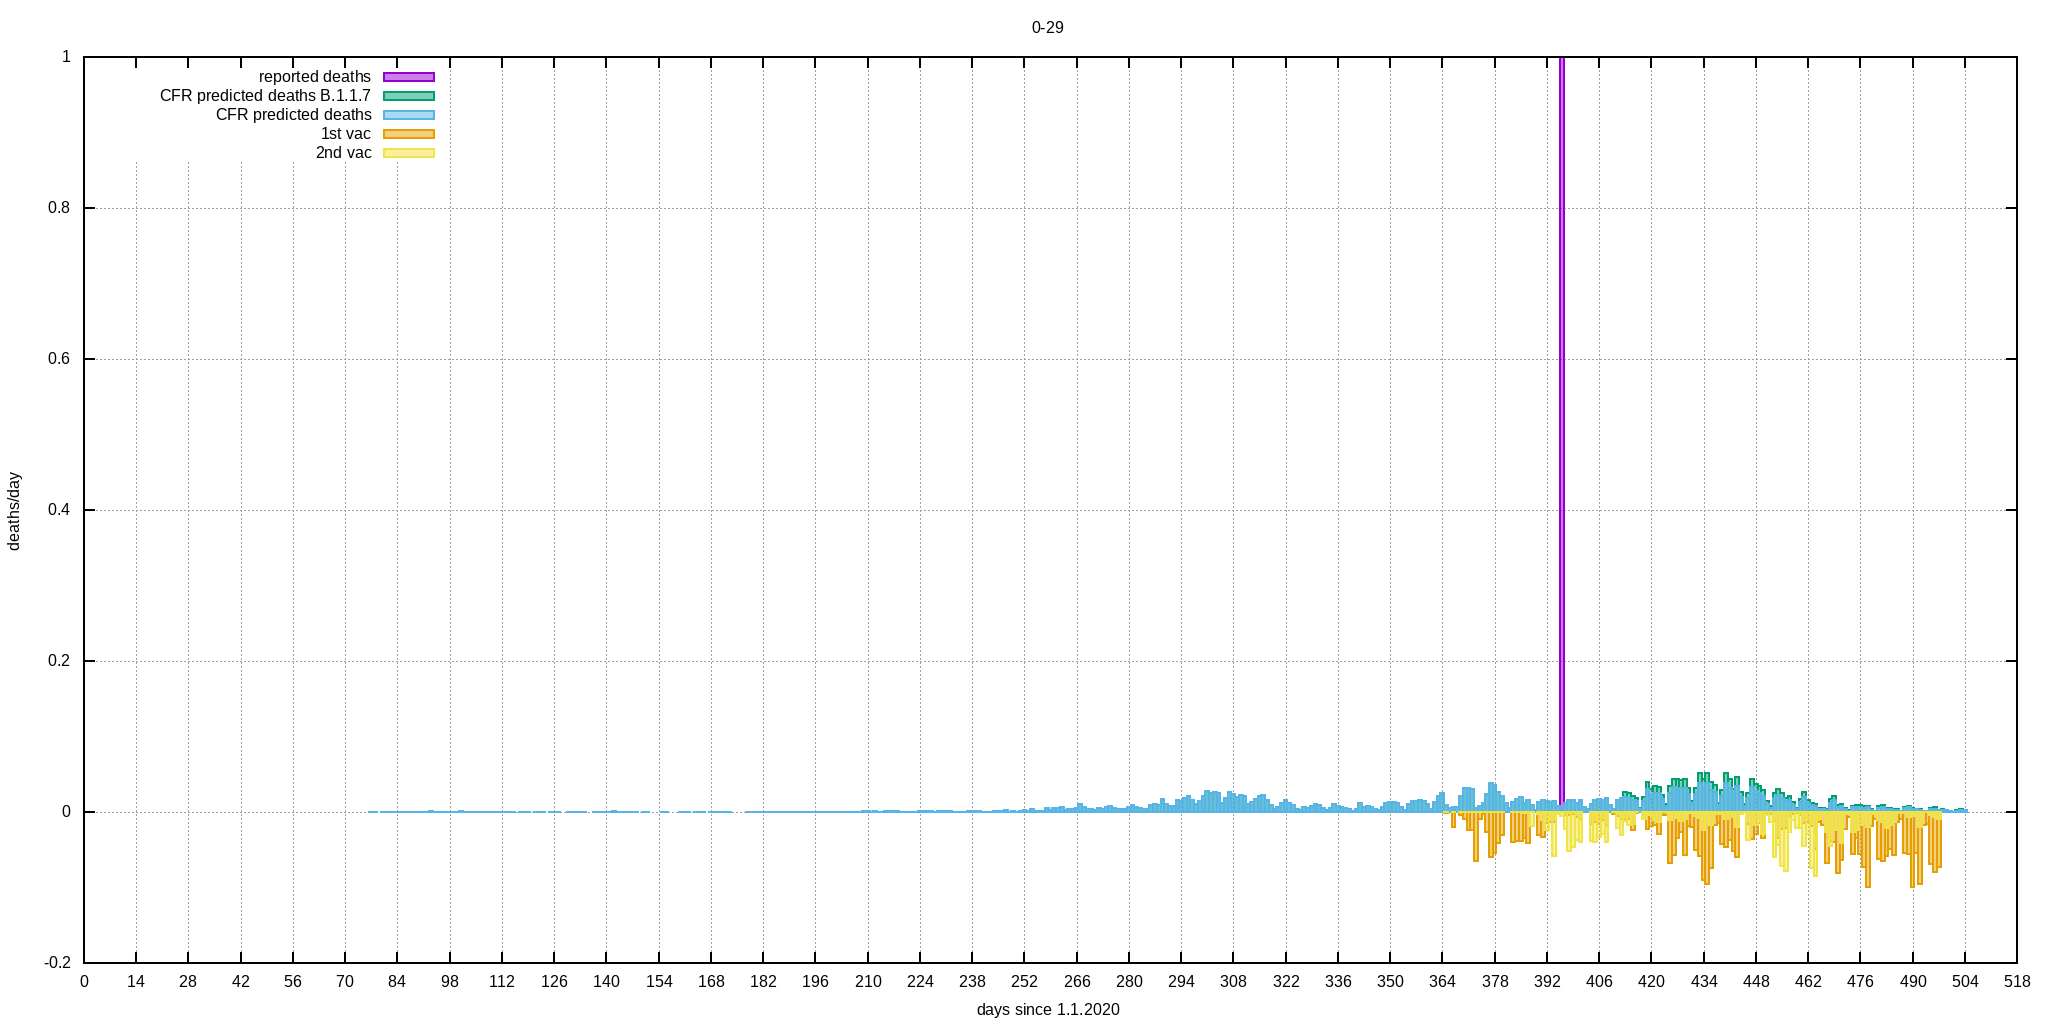 0-29
1
0.8
0.6
0.4
0.2
0
-0.2
deaths/day
reported deaths
CFR predicted deaths B.1.1.7
CFR predicted deaths
1st vac
2nd vac
0 14 28 42 56 70 84 98 112 126 140 154 168 182 196 210 224 238 252 266 280 294 308 322 336 350 364 378 392 406 420 434 448 462 476 490 504 518
days since 1.1.2020